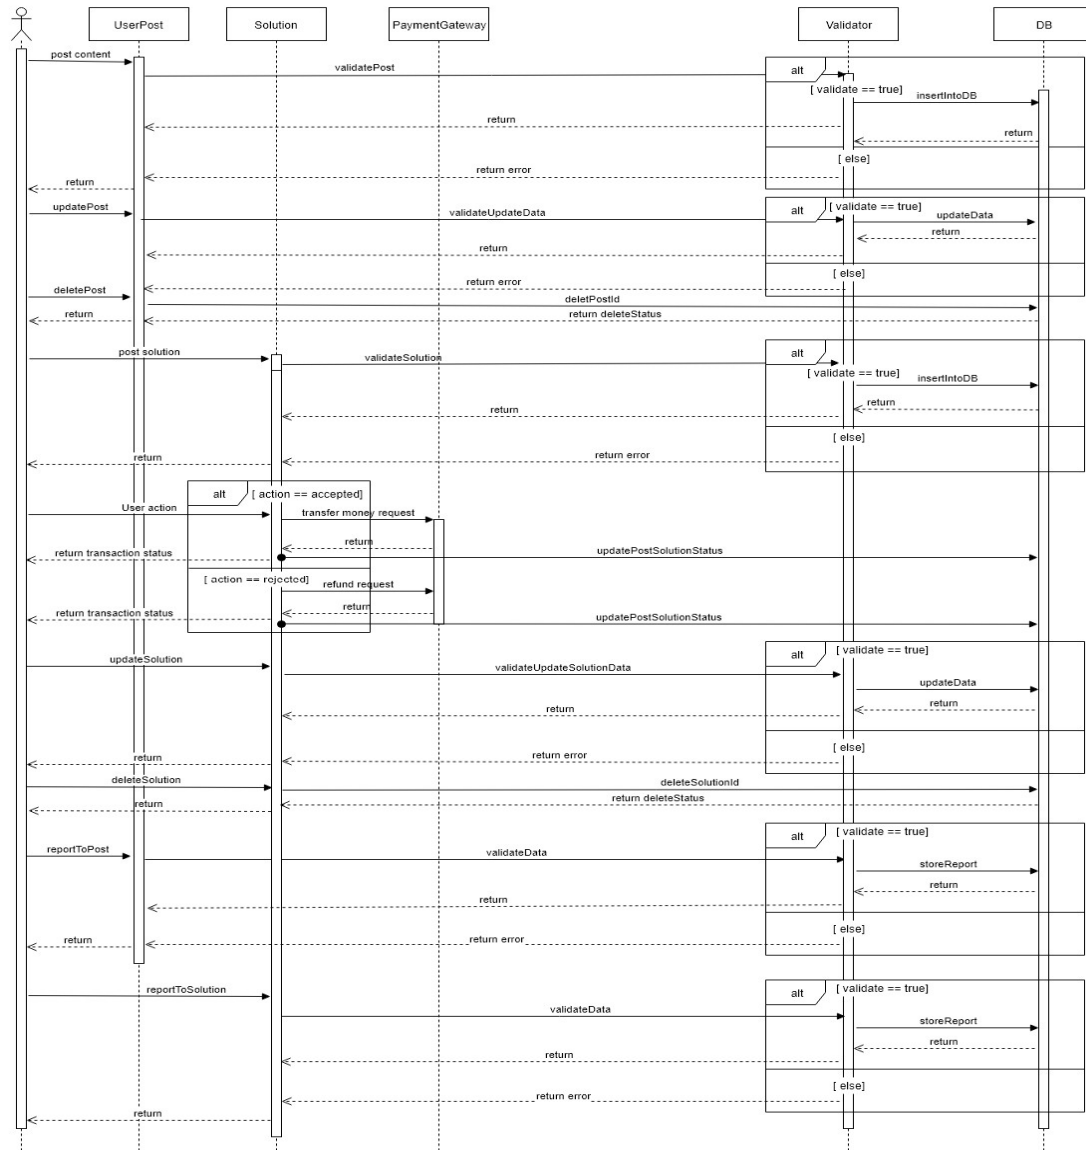 UserPost
Solution
PaymentGateway
Validator
DB
post content
validatePost
alt
[ validate == true]
insertIntoDB
return
return
[ else]
return error
return
updatePost
validateUpdateData
alt
[ validate == true]
updateData
return
return
[ else]
return error
deletePost
deletPostId
return
return deleteStatus
post solution
validateSolution
alt
[ validate == true]
insertIntoDB
return
return
[ else]
return error
return
alt
[ action == accepted]
User action
transfer money request
return
return transaction status
updatePostSolutionStatus
[ action == rejected]
refund request
return
return transaction status
updatePostSolutionStatus
updateSolution
validateUpdateSolutionData
alt
[ validate == true]
updateData
return
return
[ else]
return error
return
deleteSolution
deleteSolutionId
return
return deleteStatus
reportToPost
validateData
alt
[ validate == true]
storeReport
return
return
[ else]
return error
return
reportToSolution
validateData
alt
[ validate == true]
storeReport
return
return
[ else]
return error
return